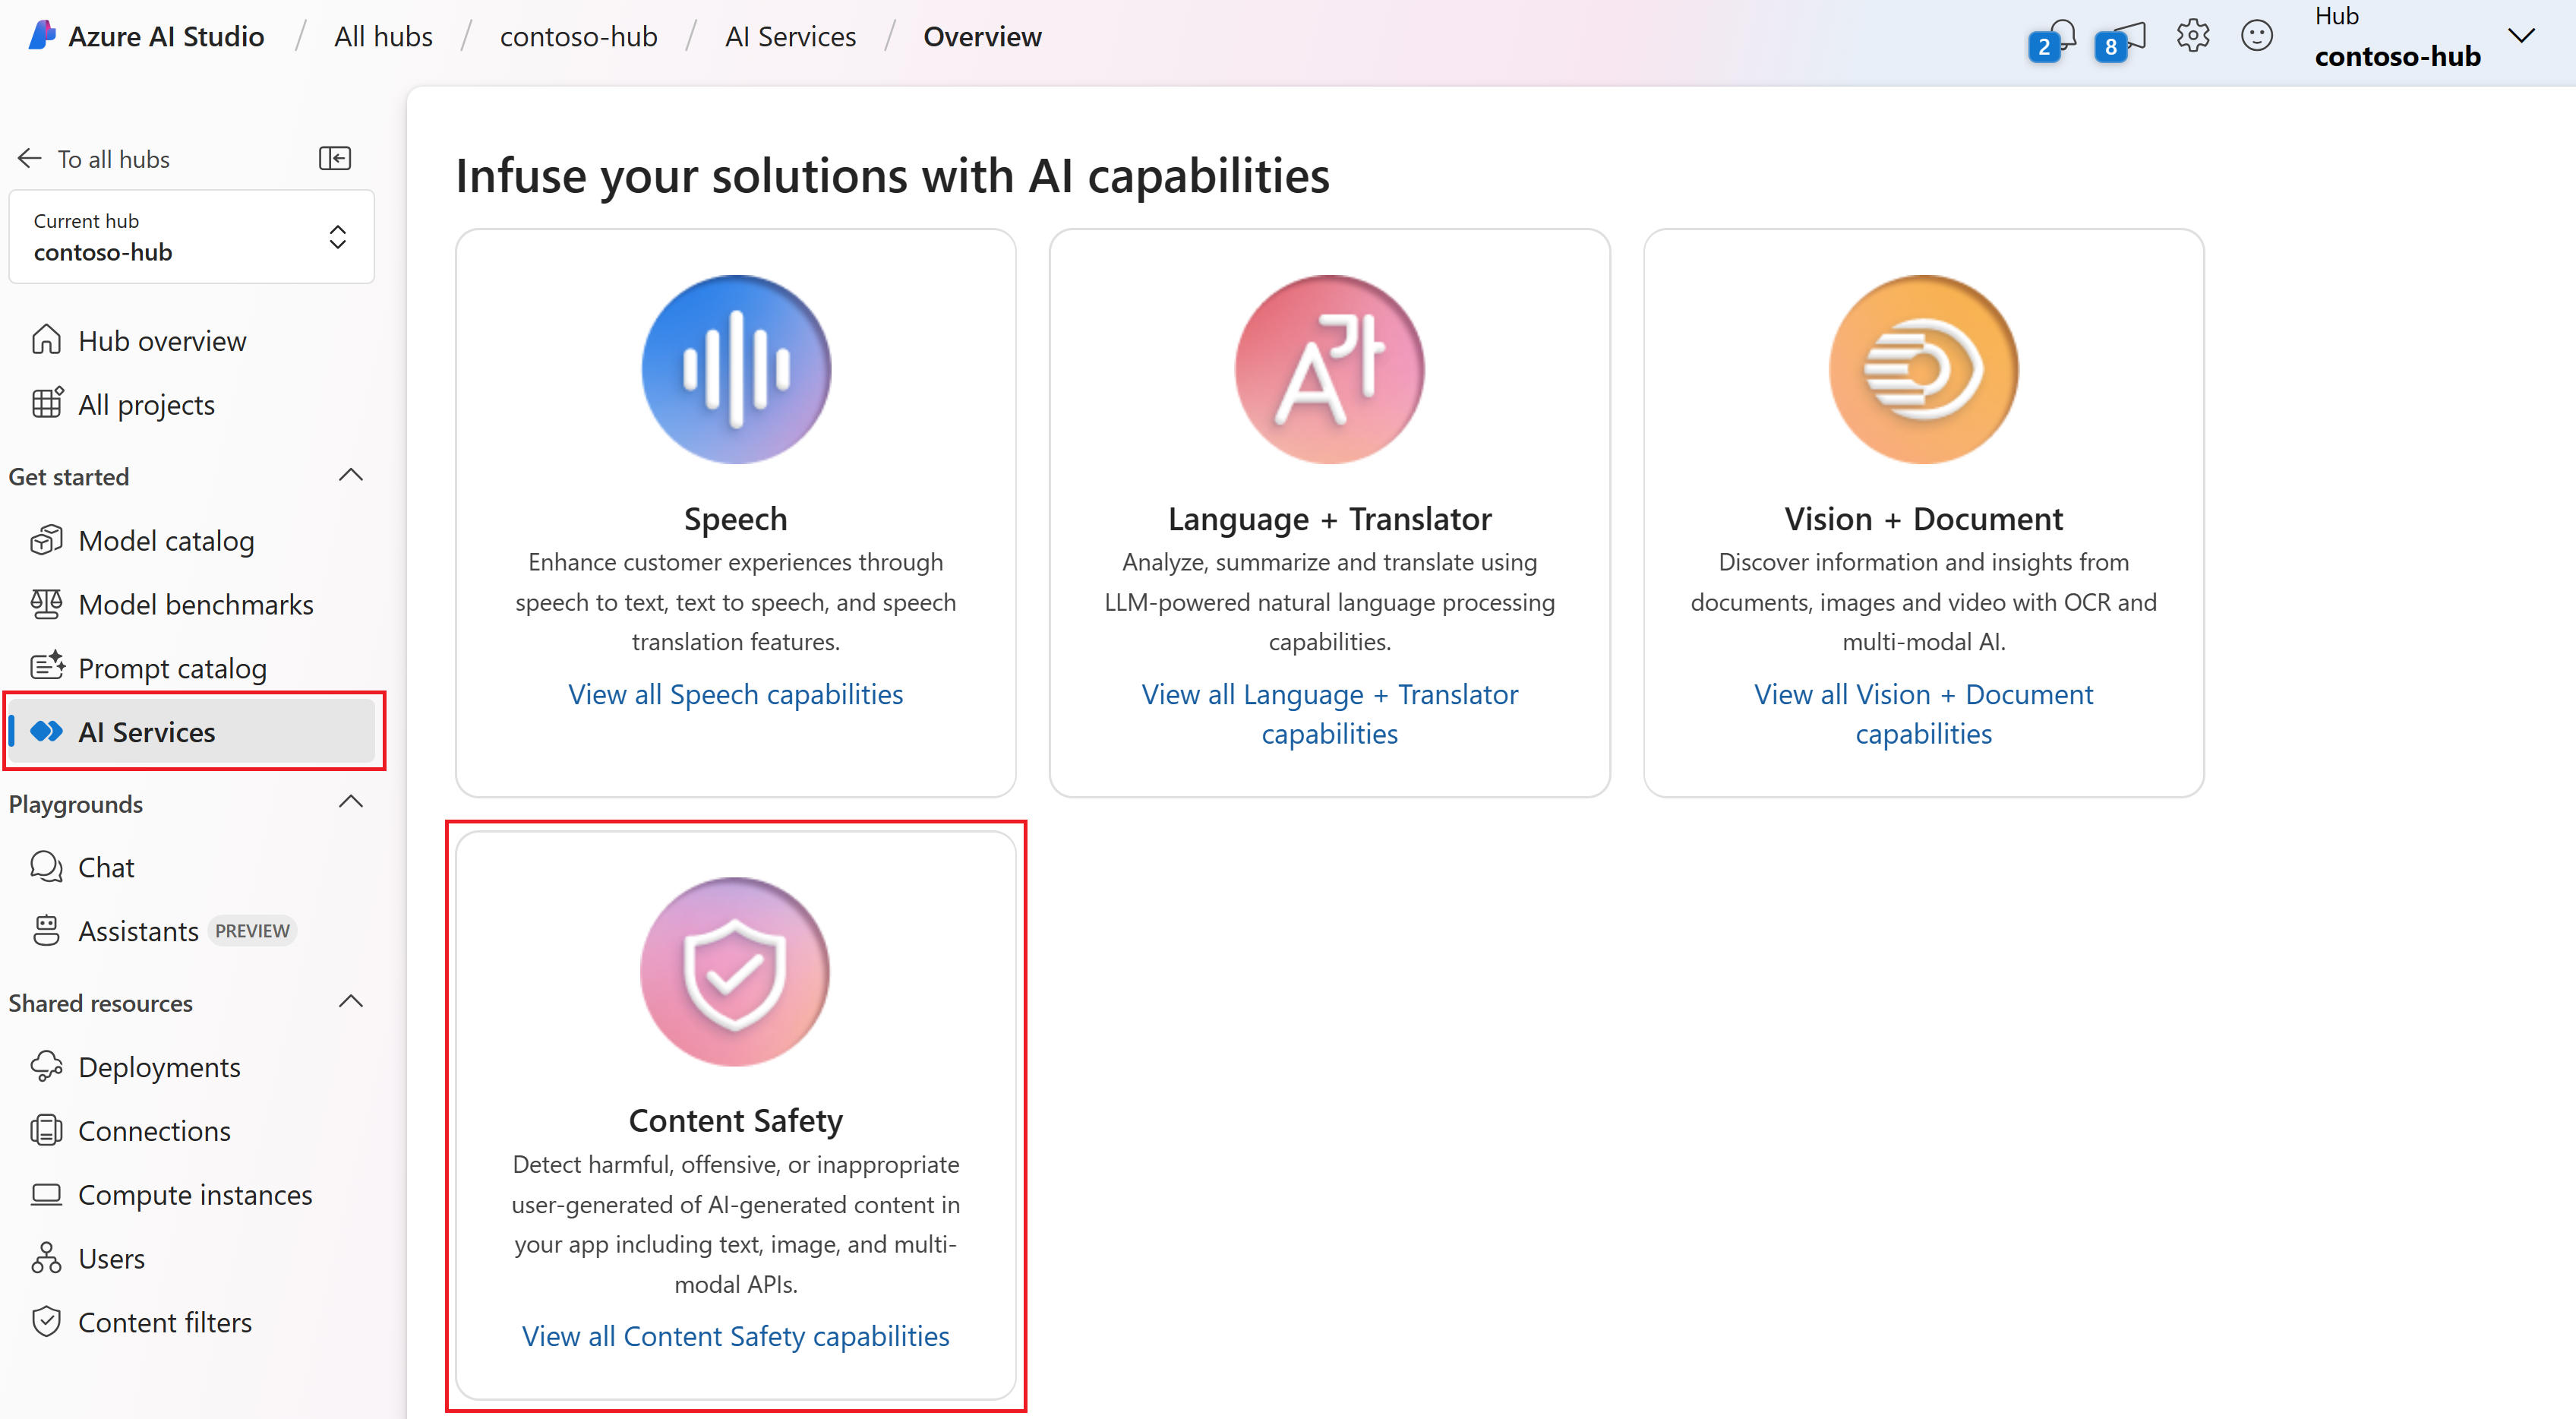 Azure AI Studio / All hubs / contoso-hub / AI Services / Overview
2
8
Hub
contoso-hub
To all hubs
Current hub
contoso-hub
Hub overview
All projects
Get started
Model catalog
Model benchmarks
Prompt catalog
AI Services
Playgrounds
Chat
Assistants PREVIEW
Shared resources
Deployments
Connections
Compute instances
Users
Content filters
Infuse your solutions with AI capabilities
Speech
Enhance customer experiences through
speech to text, text to speech, and speech
translation features.
View all Speech capabilities
A가
Language + Translator
Analyze, summarize and translate using
LLM-powered natural language processing
capabilities.
View all Language + Translator
capabilities
Vision + Document
Discover information and insights from
documents, images and video with OCR and
multi-modal AI.
View all Vision + Document
capabilities
Content Safety
Detect harmful, offensive, or inappropriate
user-generated of AI-generated content in
your app including text, image, and multi-
modal APIs.
View all Content Safety capabilities